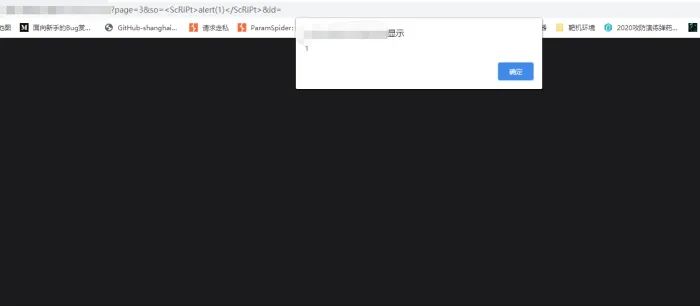 ?page=3&so=<ScRiPt>alert(1)</ScRiPt>&id=
面向新手的Bug赏... GitHub-shanghai... 请求走私 ParamSpider: 靶机环境 2020攻防演练弹药...
显示
1
确定